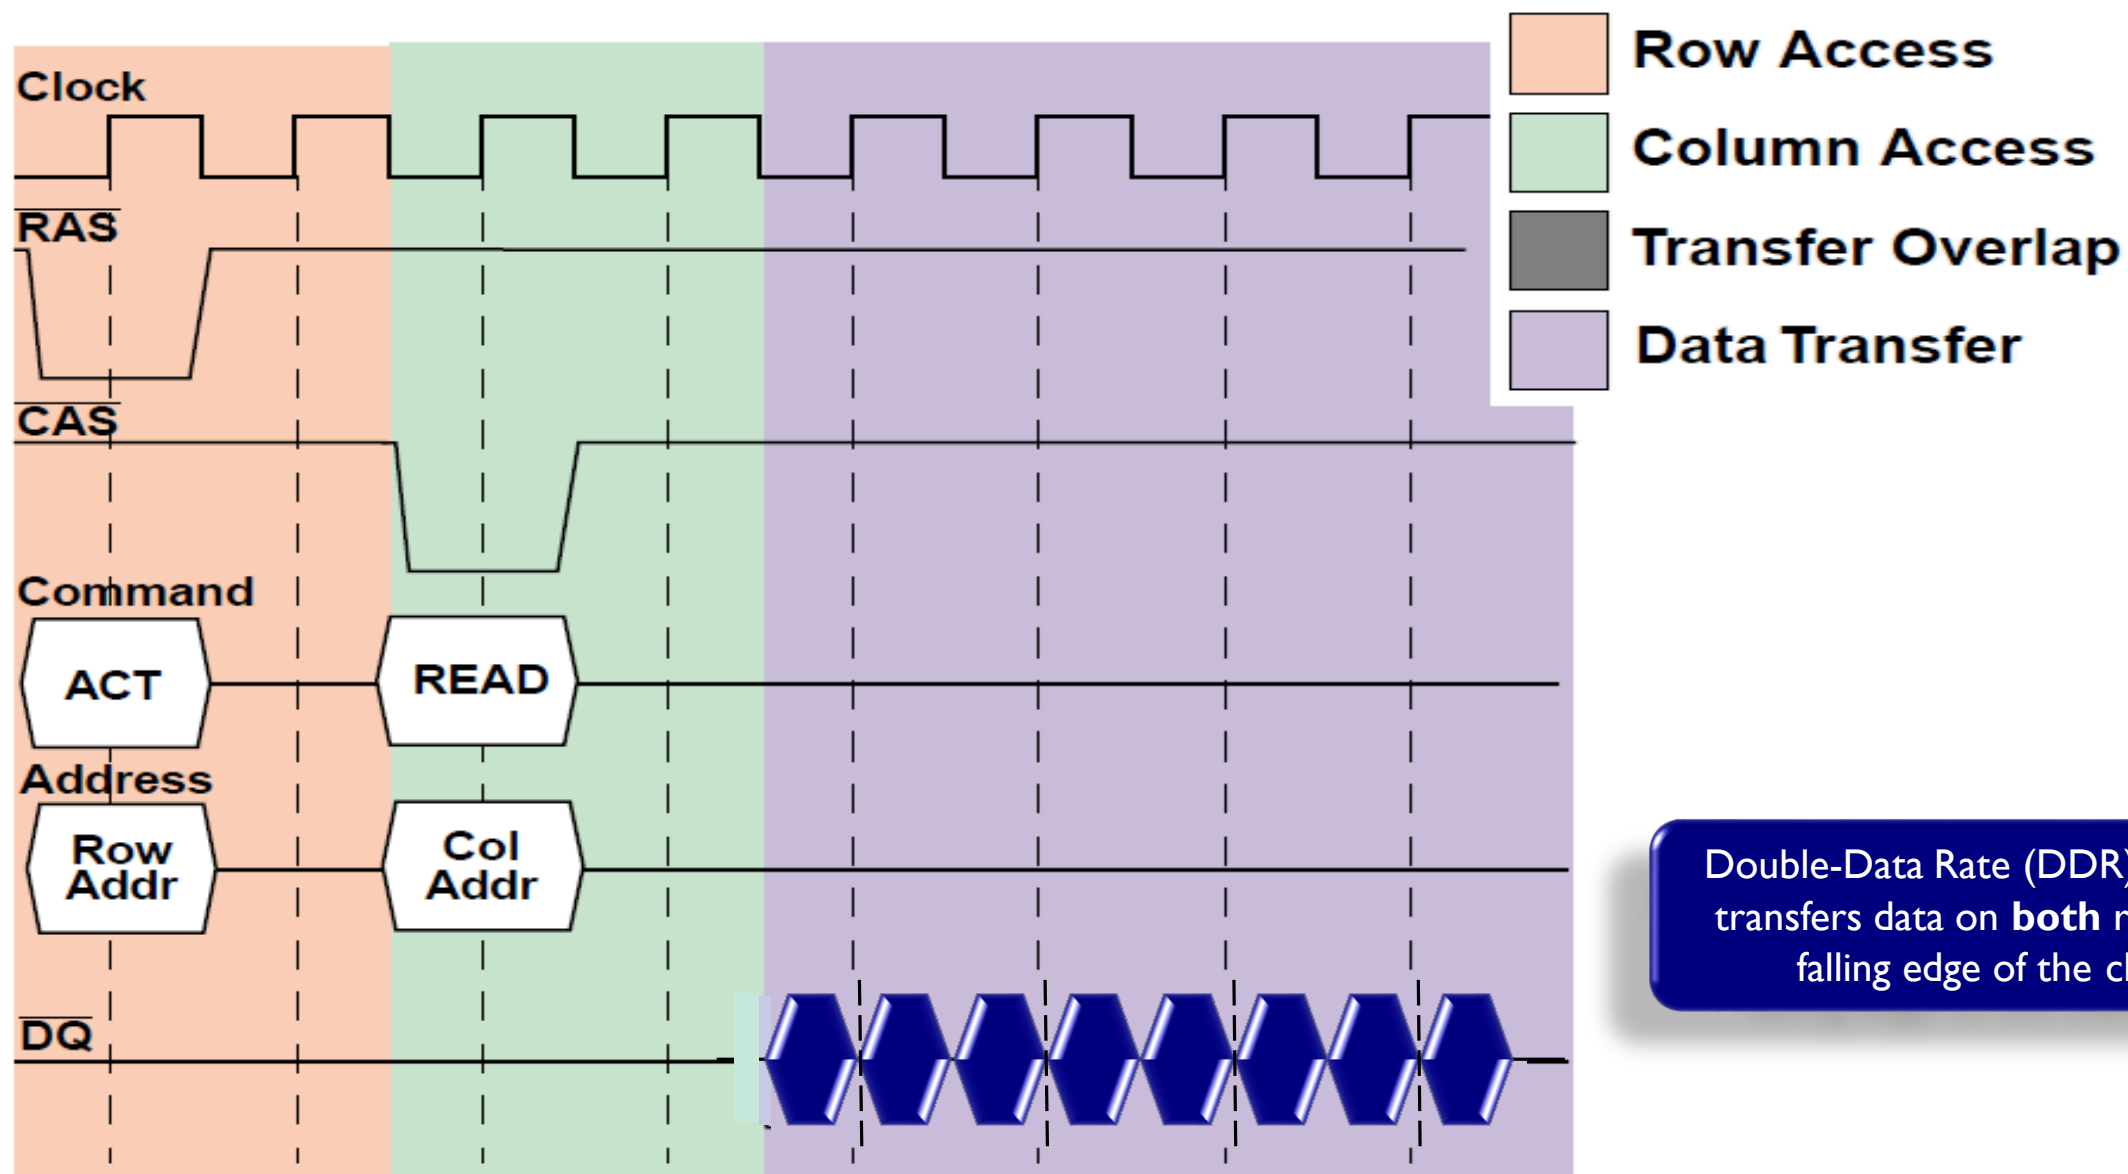 Clock
RAS
CAS
Command
ACT
READ
Address
Row
Addr
Col
Addr
DQ
Row Access
Column Access
Transfer Overlap
Data Transfer
Double-Data Rate (DDR)
transfers data on both
falling edge of the